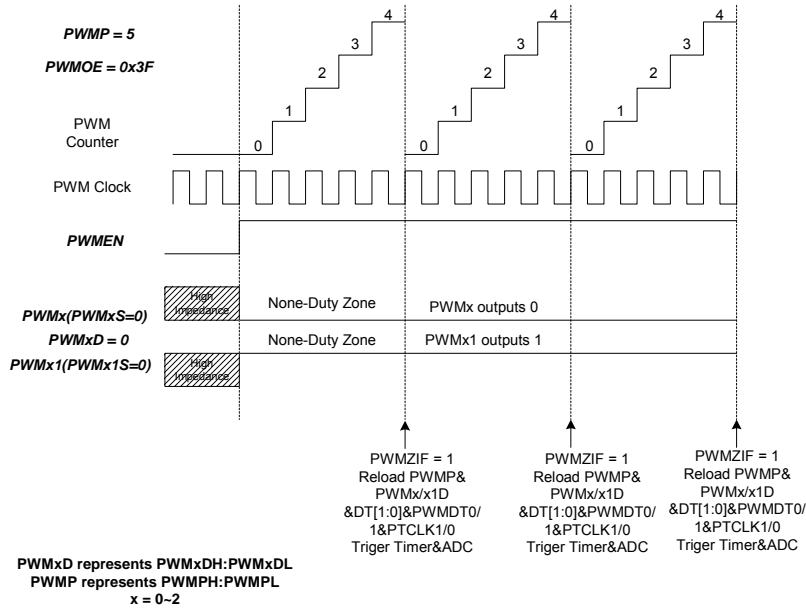 PWMP = 5
PWMOE = 0x3F
PWM
Counter
0 1 2 3 4 0 1 2 3 4 0 1 2 3 4
PWM Clock
PWMEN
High
Impedance
None-Duty Zone PWMx outputs 0
PWMx(PWMxS=0)
PWMxD = 0
None-Duty Zone PWMx1 outputs 1
PWMx1(PWMx1S=0)
High
Impedance
PWMZIF = 1
Reload PWMP&
PWMx/x1D
&DT[1:0]&PWMDT0/
1&PTCLK1/0
Triger Timer&ADC
PWMZIF = 1
Reload PWMP&
PWMx/x1D
&DT[1:0]&PWMDT0/
1&PTCLK1/0
Triger Timer&ADC
PWMZIF = 1
Reload PWMP&
PWMx/x1D
&DT[1:0]&PWMDT0/
1&PTCLK1/0
Triger Timer&ADC
PWMxD represents PWMxDH:PWMxDL
PWMP represents PWMPH:PWMPL
x = 0~2